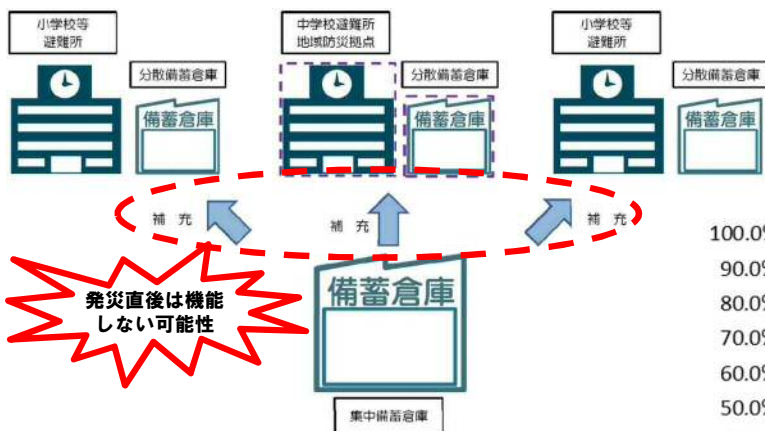 小学校等
避難所
分散備蓄倉庫
備蓄倉庫
中学校避難所
地域防災拠点
分散備蓄倉庫
備蓄倉庫
小学校等
避難所
分散備蓄倉庫
備蓄倉庫
補 充
補 充
補 充
発災直後は機能
しない可能性
備蓄倉庫
集中備蓄倉庫
100.0%
90.0%
80.0%
70.0%
60.0%
50.0%